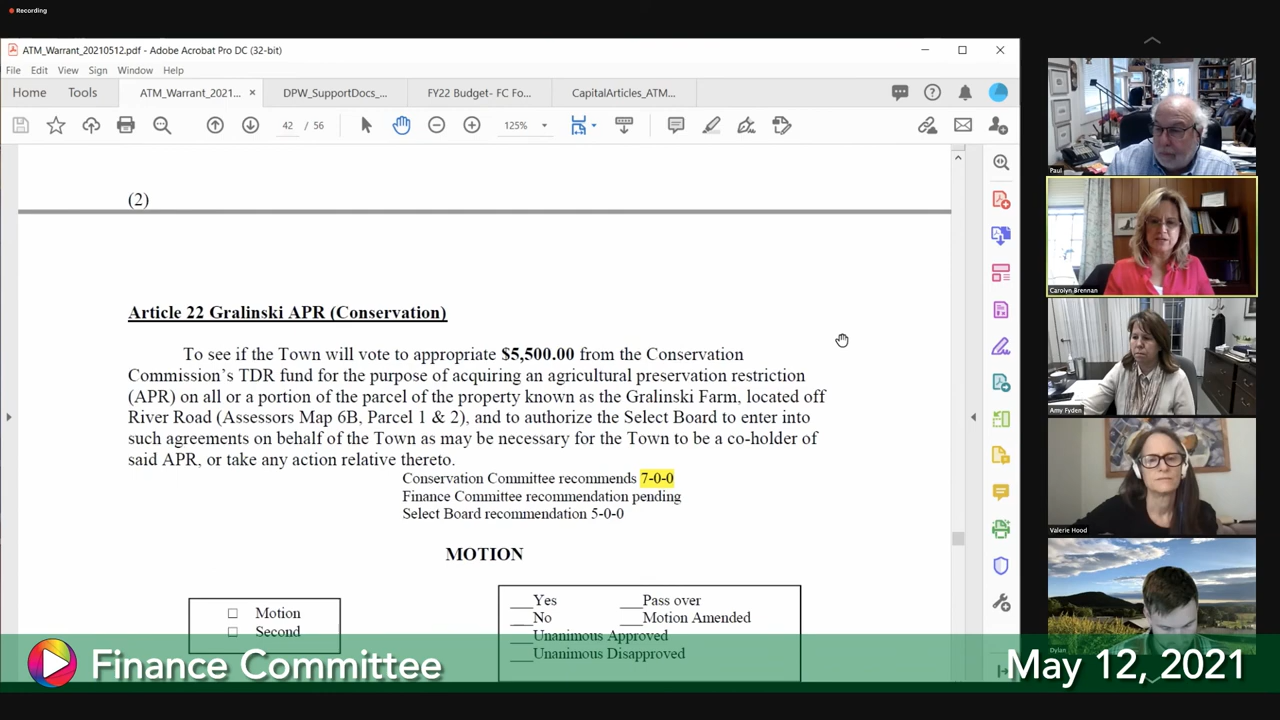 Recording
ATM_Warrant_20210512.pdf - Adobe Acrobat Pro DC (32-bit)
File Edit View Sign Window Help
Home Tools ATM_Warrant_2021... × DPW_SupportDocs_... FY22 Budget- FC Fo... CapitalArticles_ATM...
42 / 56 125%
(2)
Article 22 Gralinski APR (Conservation)
To see if the Town will vote to appropriate $5,500.00 from the Conservation
Commission's TDR fund for the purpose of acquiring an agricultural preservation restriction
(APR) on all or a portion of the parcel of the property known as the Gralinski Farm, located off
River Road (Assessors Map 6B, Parcel 1 & 2), and to authorize the Select Board to enter into
such agreements on behalf of the Town as may be necessary for the Town to be a co-holder of
said APR, or take any action relative thereto.
Conservation Committee recommends 7-0-0
Finance Committee recommendation pending
Select Board recommendation 5-0-0
MOTION
☐ Motion
☐ Second
___Yes ___Pass over
___No ___Motion Amended
___Unanimous Approved
___Unanimous Disapproved
Paul
Carolyn Brennan
Amy Fyden
Valerie Hood
Dylan
Finance Committee
May 12, 2021